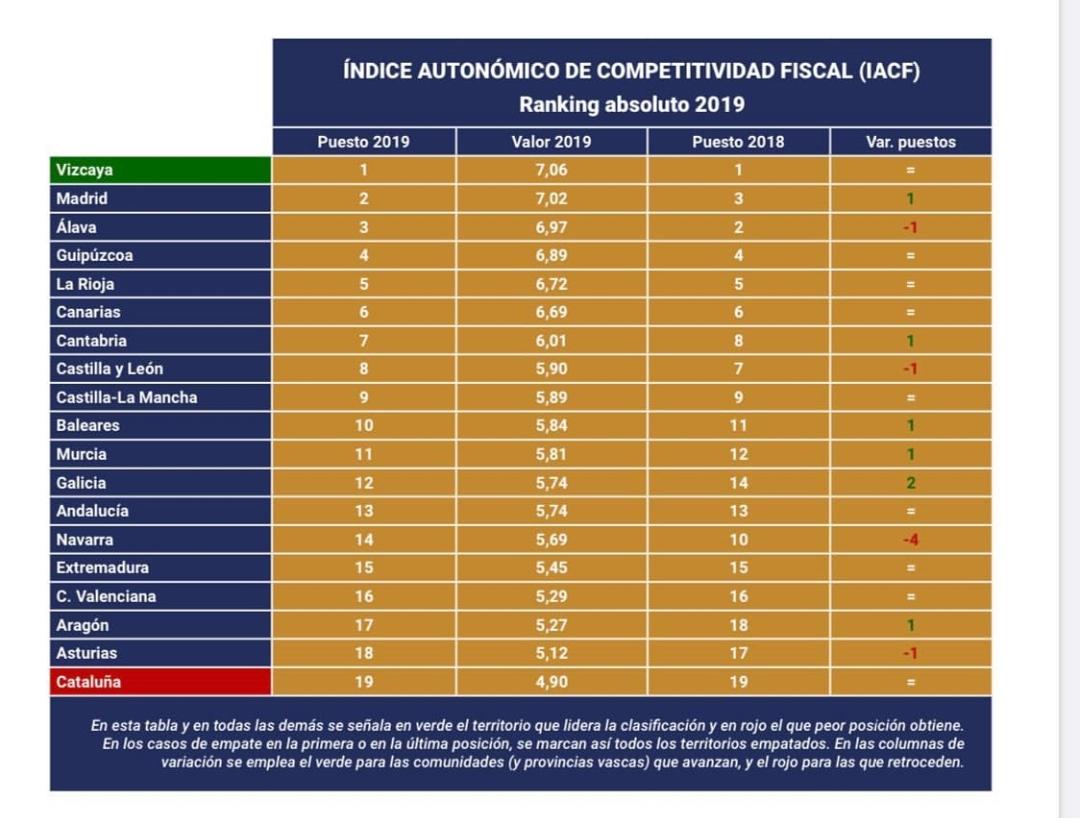 ÍNDICE AUTONÓMICO DE COMPETITIVIDAD FISCAL (IACF)
Ranking absoluto 2019
Puesto 2019 Valor 2019 Puesto 2018 Var. puestos
Vizcaya 1 7,06 1 =
Madrid 2 7,02 3 1
Álava 3 6,97 2 -1
Guipúzcoa 4 6,89 4 =
La Rioja 5 6,72 5 =
Canarias 6 6,69 6 =
Cantabria 7 6,01 8 1
Castilla y León 8 5,90 7 -1
Castilla-La Mancha 9 5,89 9 =
Baleares 10 5,84 11 1
Murcia 11 5,81 12 1
Galicia 12 5,74 14 2
Andalucía 13 5,74 13 =
Navarra 14 5,69 10 -4
Extremadura 15 5,45 15 =
C. Valenciana 16 5,29 16 =
Aragón 17 5,27 18 1
Asturias 18 5,12 17 -1
Cataluña 19 4,90 19 =
En esta tabla y en todas las demás se señala en verde el territorio que lidera la clasificación y en rojo el que peor posición obtiene.
En los casos de empate en la primera o en la última posición, se marcan así todos los territorios empatados. En las columnas de
variación se emplea el verde para las comunidades (y provincias vascas) que avanzan, y el rojo para las que retroceden.